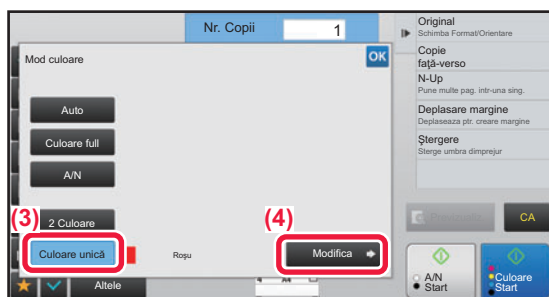 Nr. Copii
1
Mod culoare
OK
Auto
Culoare full
A/N
2 Culoare
(3)
Culoare unică
Roşu
(4)
Modifica
Altele
A4
Original
Schimba Format/Orientare
Copie
faţă-verso
N-Up
Pune multe pag. intr-una sing.
Deplasare margine
Deplaseaza ptr. creare margine
Ştergere
Sterge umbra dimprejur
CA
A/N
Start
Culoare
Start